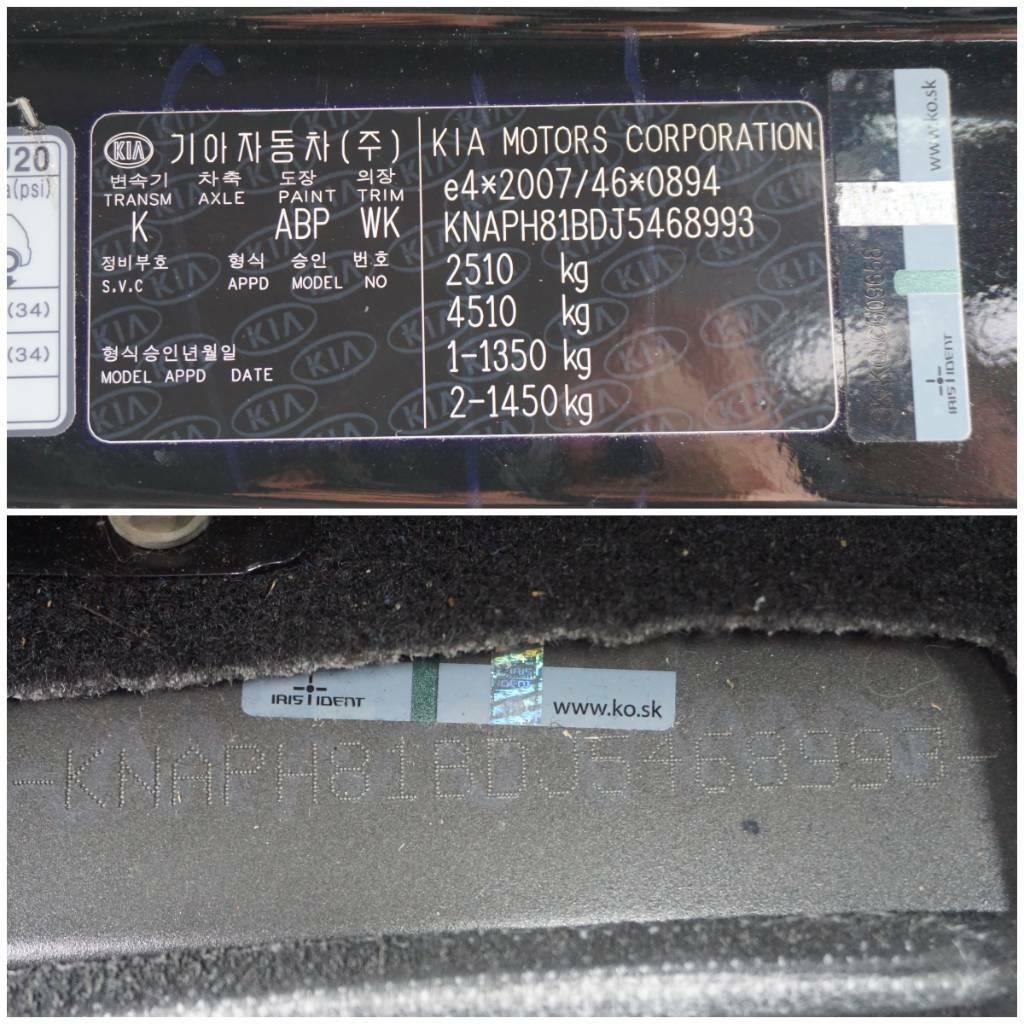 J20
a(psi)
(34)
(34)
KIA 기아자동차(주)
변속기 차축 도장 의장
TRANSM AXLE PAINT TRIM
K ABP WK
정비부호 형식 승인 번호
S.V.C APPD MODEL NO
형식승인년월일
MODEL APPD DATE
KIA MOTORS CORPORATION
e4*2007/46*0894
KNAPH81BDJ5468993
2510 kg
4510 kg
1-1350 kg
2-1450kg
www.ko.sk
IRIS IDENT
IRIS IDENT
www.ko.sk
-KNAPH81BDJ5468993-